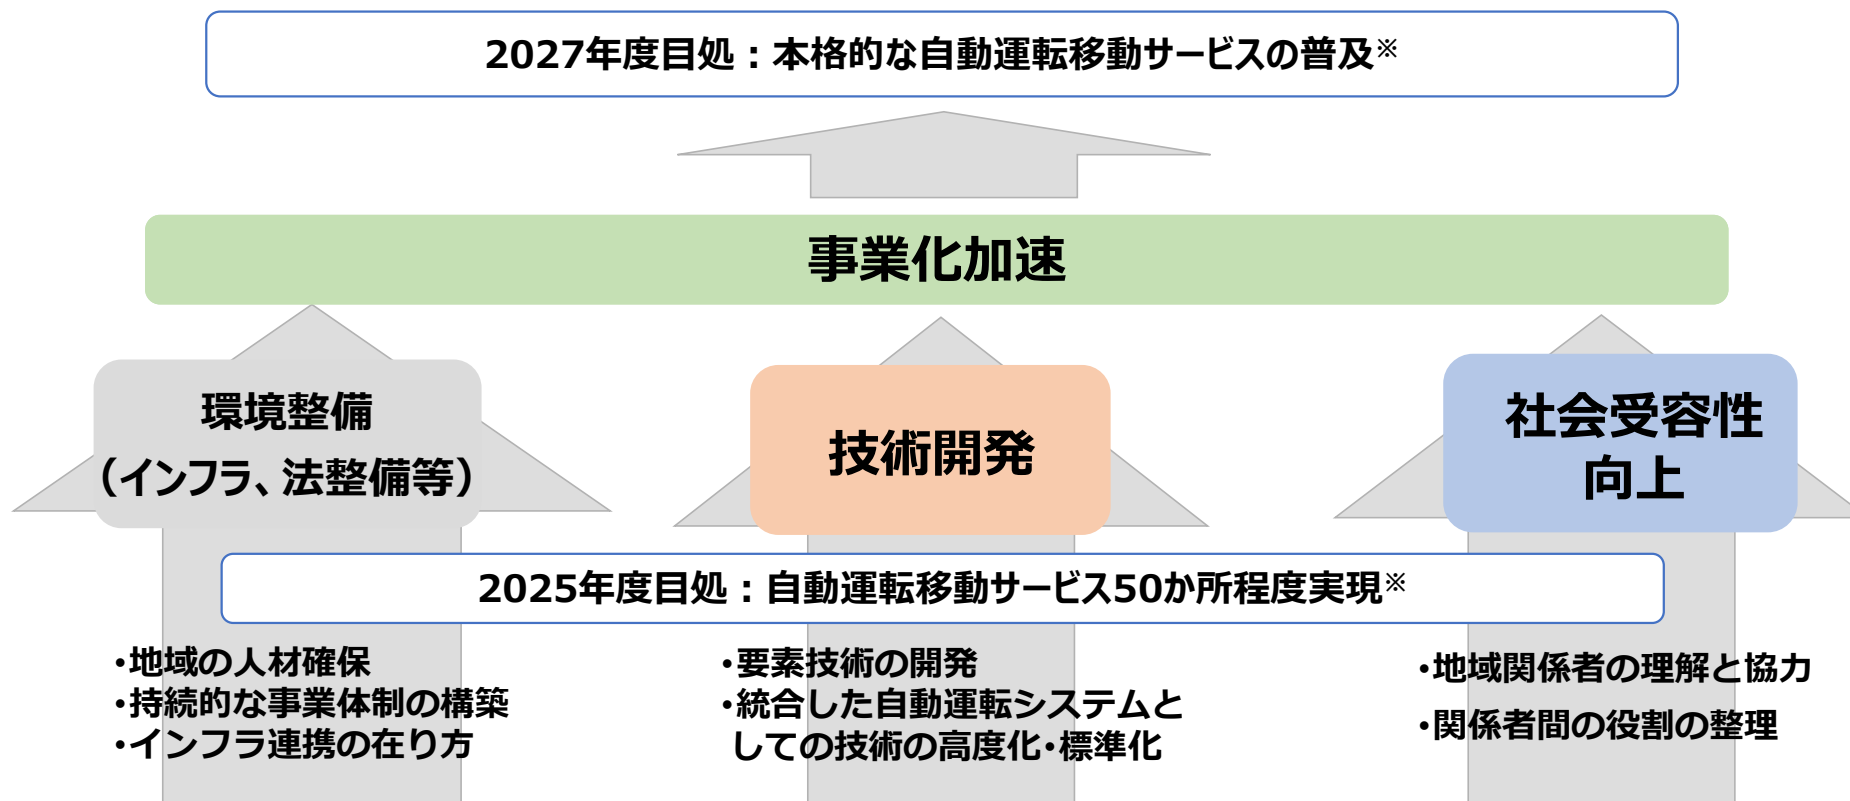 2027年度目処：本格的な自動運転移動サービスの普及※
事業化加速
環境整備
（インフラ、法整備等）
技術開発
社会受容性
向上
2025年度目処：自動運転移動サービス50か所程度実現※
・地域の人材確保
・持続的な事業体制の構築
・インフラ連携の在り方
・要素技術の開発
・統合した自動運転システムと
しての技術の高度化・標準化
・地域関係者の理解と協力
・関係者間の役割の整理